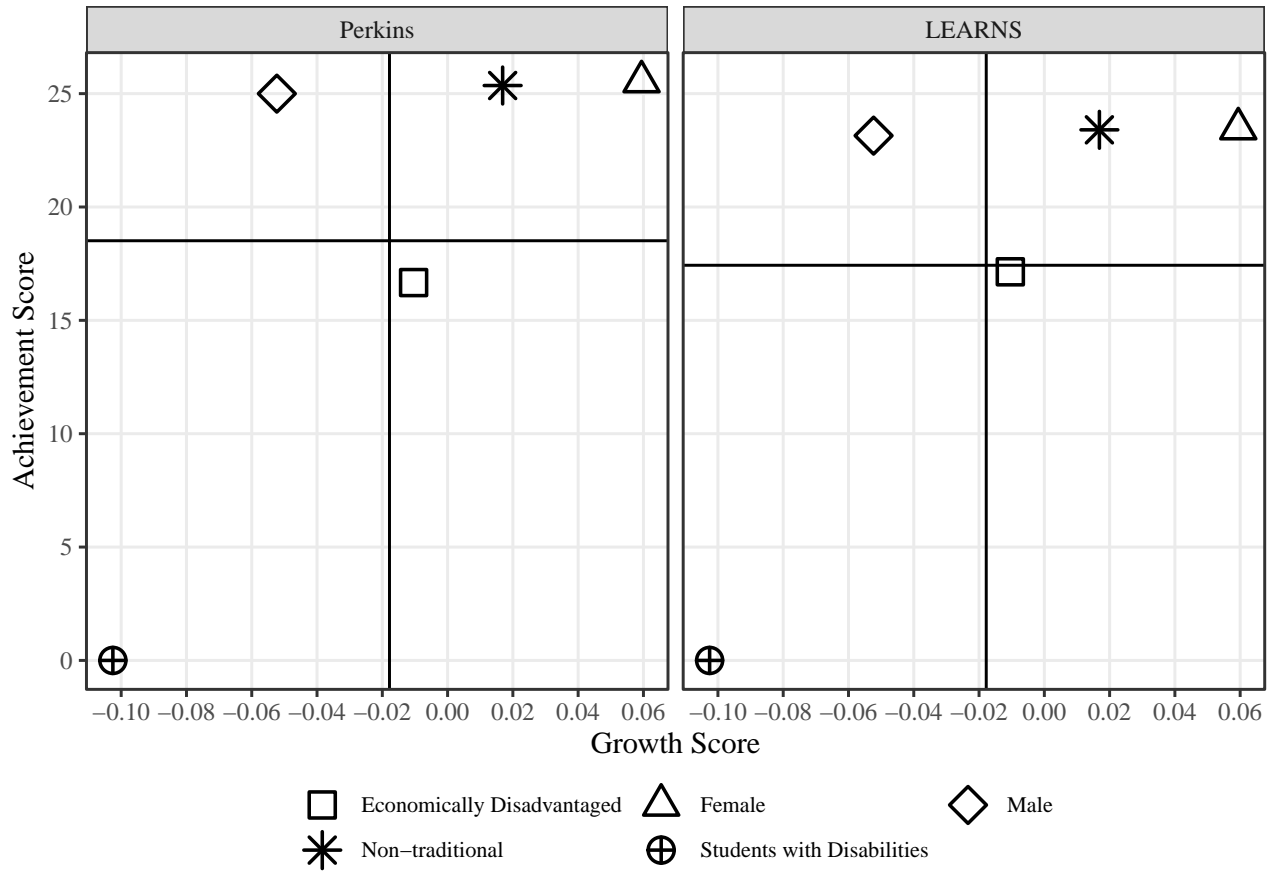 Perkins
LEARNS
25
20
15
10
5
0
Achievement Score
−0.10 −0.08 −0.06 −0.04 −0.02 0.00 0.02 0.04 0.06
−0.10 −0.08 −0.06 −0.04 −0.02 0.00 0.02 0.04 0.06
Growth Score
Economically Disadvantaged
Female
Male
Non−traditional
Students with Disabilities